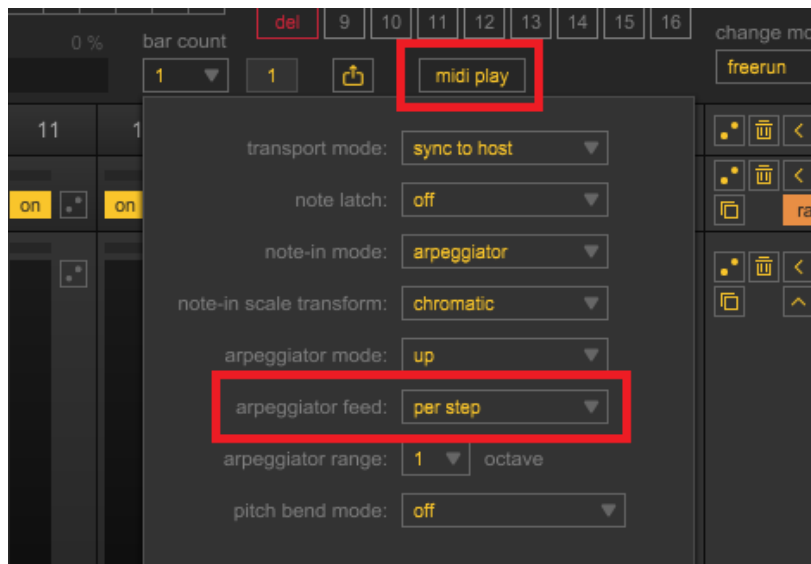 del 9 10 11 12 13 14 15 16
0 % bar count change mo
1 1 midi play freerun
11 1
transport mode: sync to host
note latch: off
on on ra
note-in mode: arpeggiator
note-in scale transform: chromatic
arpeggiator mode: up
arpeggiator feed: per step
arpeggiator range: 1 octave
pitch bend mode: off